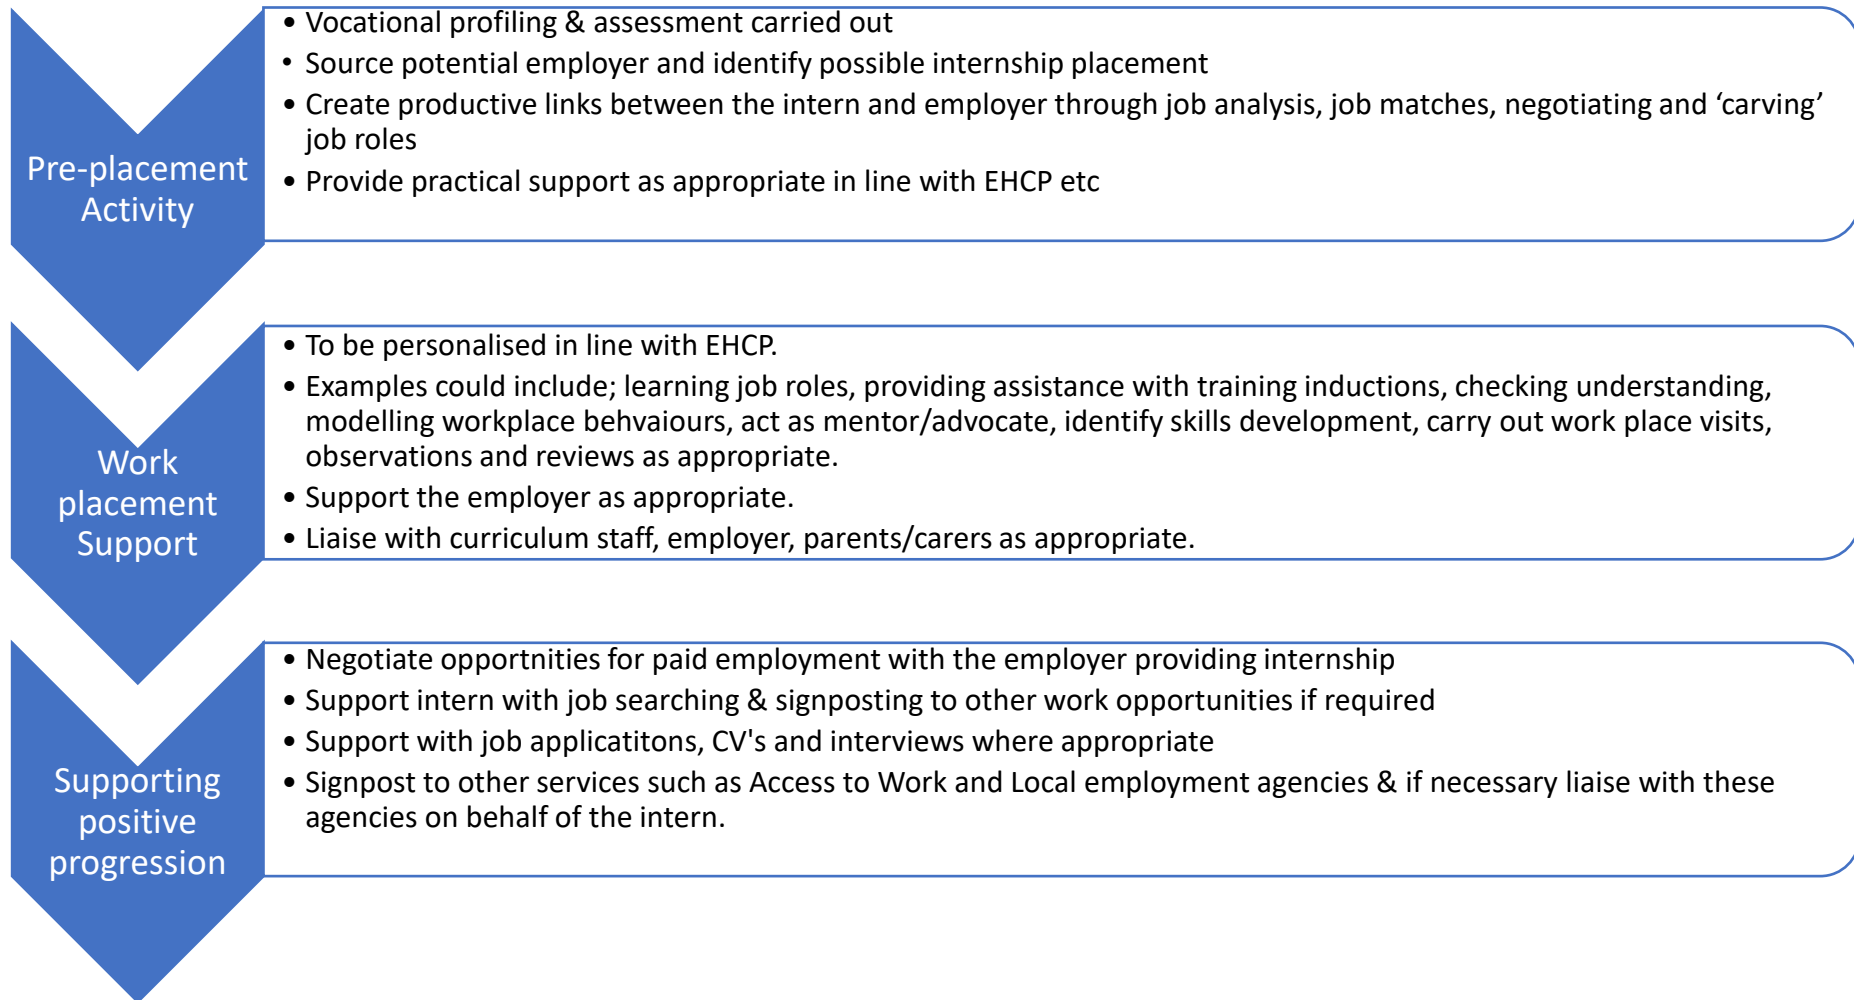 Pre-placement
Activity
• Vocational profiling & assessment carried out
• Source potential employer and identify possible internship placement
• Create productive links between the intern and employer through job analysis, job matches, negotiating and ‘carving’
job roles
• Provide practical support as appropriate in line with EHCP etc
Work
placement
Support
• To be personalised in line with EHCP.
• Examples could include; learning job roles, providing assistance with training inductions, checking understanding,
modelling workplace behvaiours, act as mentor/advocate, identify skills development, carry out work place visits,
observations and reviews as appropriate.
• Support the employer as appropriate.
• Liaise with curriculum staff, employer, parents/carers as appropriate.
Supporting
positive
progression
• Negotiate opportnities for paid employment with the employer providing internship
• Support intern with job searching & signposting to other work opportunities if required
• Support with job applicatitons, CV's and interviews where appropriate
• Signpost to other services such as Access to Work and Local employment agencies & if necessary liaise with these
agencies on behalf of the intern.